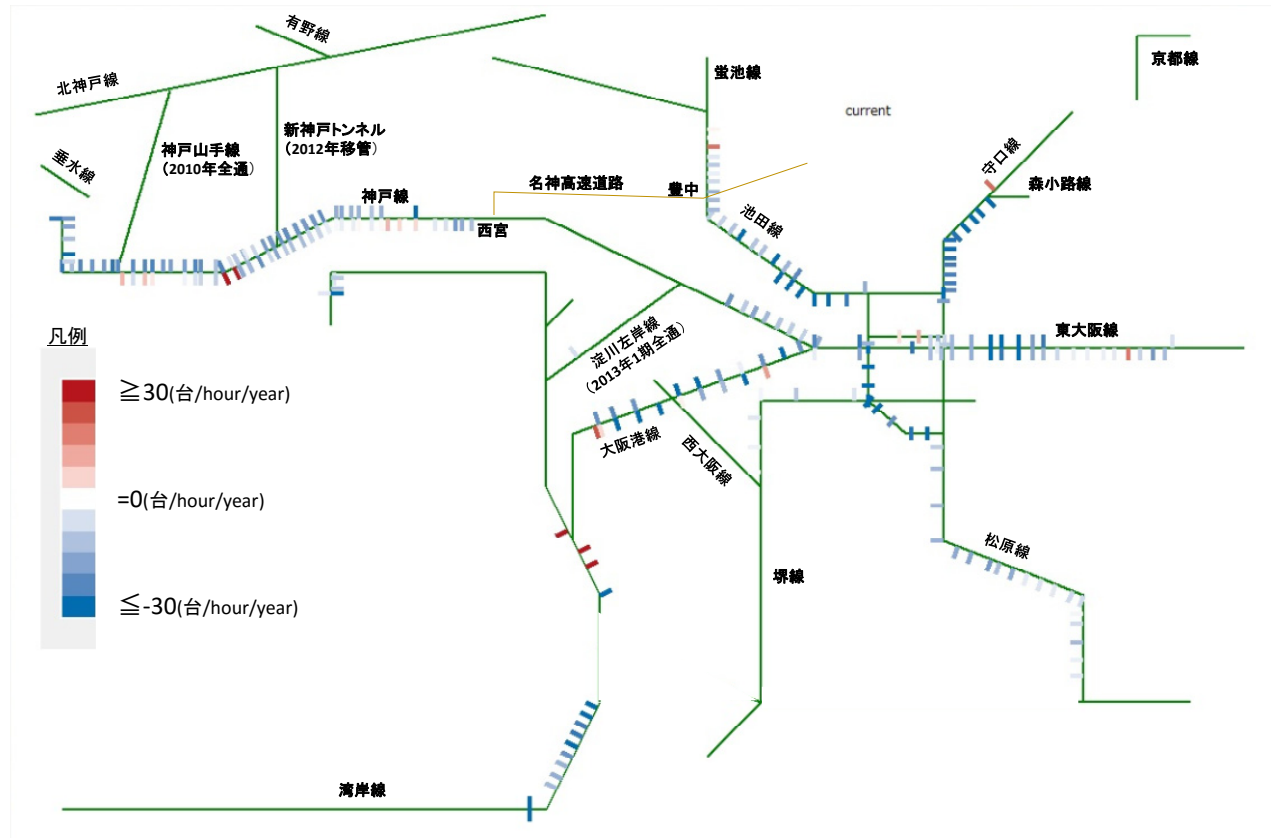 有野線
北神戸線
蛍池線
京都線
current
新神戸トンネル
(2012年移管)
神戸山手線
(2010年全通)
垂水線
守口線
森小路線
名神高速道路
豊中
神戸線
西宮
池田線
凡例
淀川左岸線
(2013年1期全通)
東大阪線
≧30(台/hour/year)
大阪港線
西大阪線
=0(台/hour/year)
松原線
堺線
≦-30(台/hour/year)
湾岸線